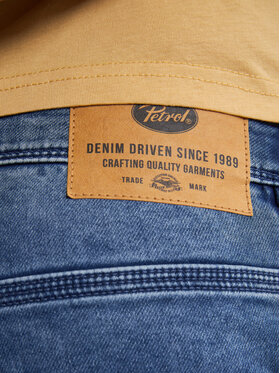 Petrol
DENIM DRIVEN SINCE 1989
CRAFTING QUALITY GARMENTS
TRADE MARK